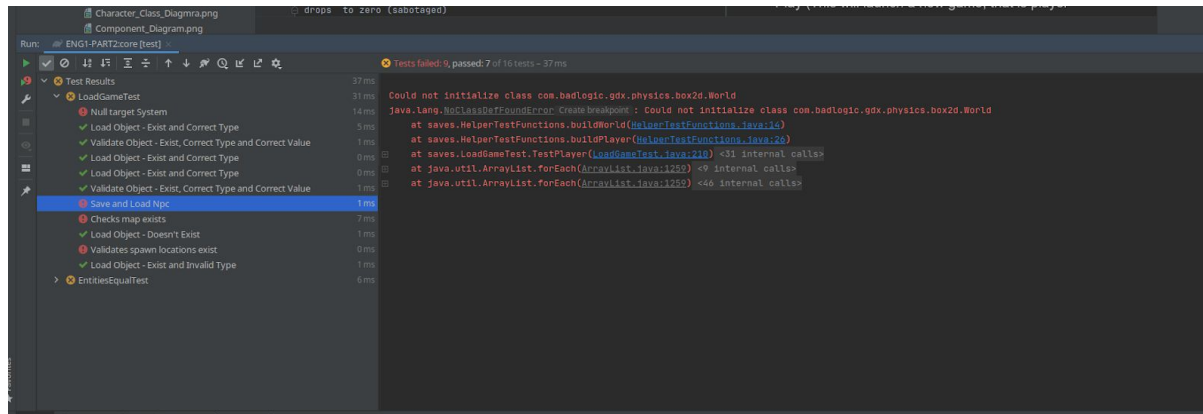 Character_Class_Diagmra.png
drops to zero (sabotaged)
Component_Diagram.png
Run: ENG1-PART2:core [test] ×
Tests failed: 9, passed: 7 of 16 tests – 37 ms
Test Results 37 ms
LoadGameTest 31 ms
Null target System 14 ms
Load Object - Exist and Correct Type 5 ms
Validate Object - Exist, Correct Type and Correct Value 1 ms
Load Object - Exist and Correct Type 0 ms
Load Object - Exist and Correct Type 0 ms
Validate Object - Exist, Correct Type and Correct Value 1 ms
Save and Load Npc 1 ms
Checks map exists 7 ms
Load Object - Doesn't Exist 1 ms
Validates spawn locations exist 0 ms
Load Object - Exist and Invalid Type 1 ms
EntitiesEqualTest 6 ms
Could not initialize class com.badlogic.gdx.physics.box2d.World
java.lang.NoClassDefFoundError Create breakpoint : Could not initialize class com.badlogic.gdx.physics.box2d.World
at saves.HelperTestFunctions.buildWorld(HelperTestFunctions.java:14)
at saves.HelperTestFunctions.buildPlayer(HelperTestFunctions.java:26)
at saves.LoadGameTest.TestPlayer(LoadGameTest.java:210) <31 internal calls>
at java.util.ArrayList.forEach(ArrayList.java:1259) <9 internal calls>
at java.util.ArrayList.forEach(ArrayList.java:1259) <46 internal calls>